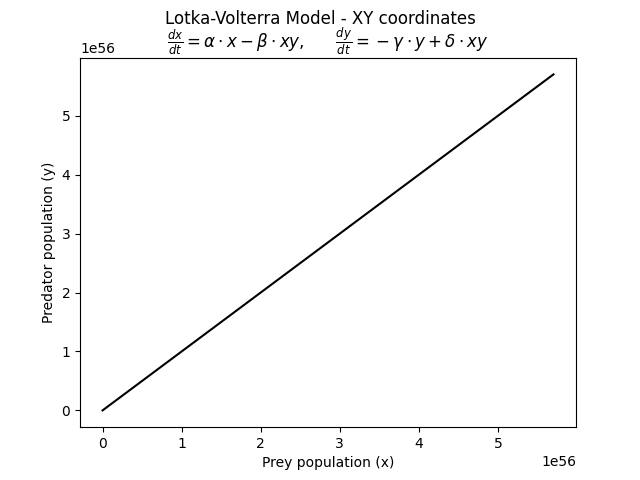 Lotka-Volterra Model - XY coordinates
dx/dt = α · x − β · xy,     dy/dt = −γ · y + δ · xy
1e56
5
4
3
2
1
0
Predator population (y)
0 1 2 3 4 5
Prey population (x)
1e56